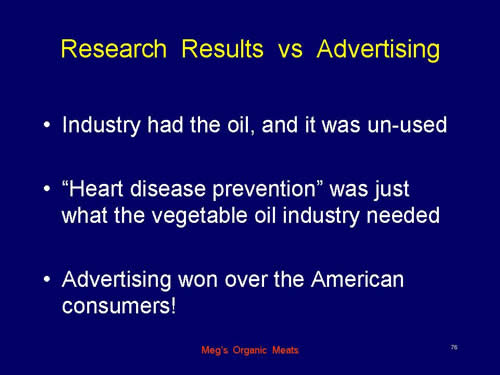 Research Results vs Advertising
• Industry had the oil, and it was un-used
• “Heart disease prevention” was just
what the vegetable oil industry needed
• Advertising won over the American
consumers!
Meg's Organic Meats
76